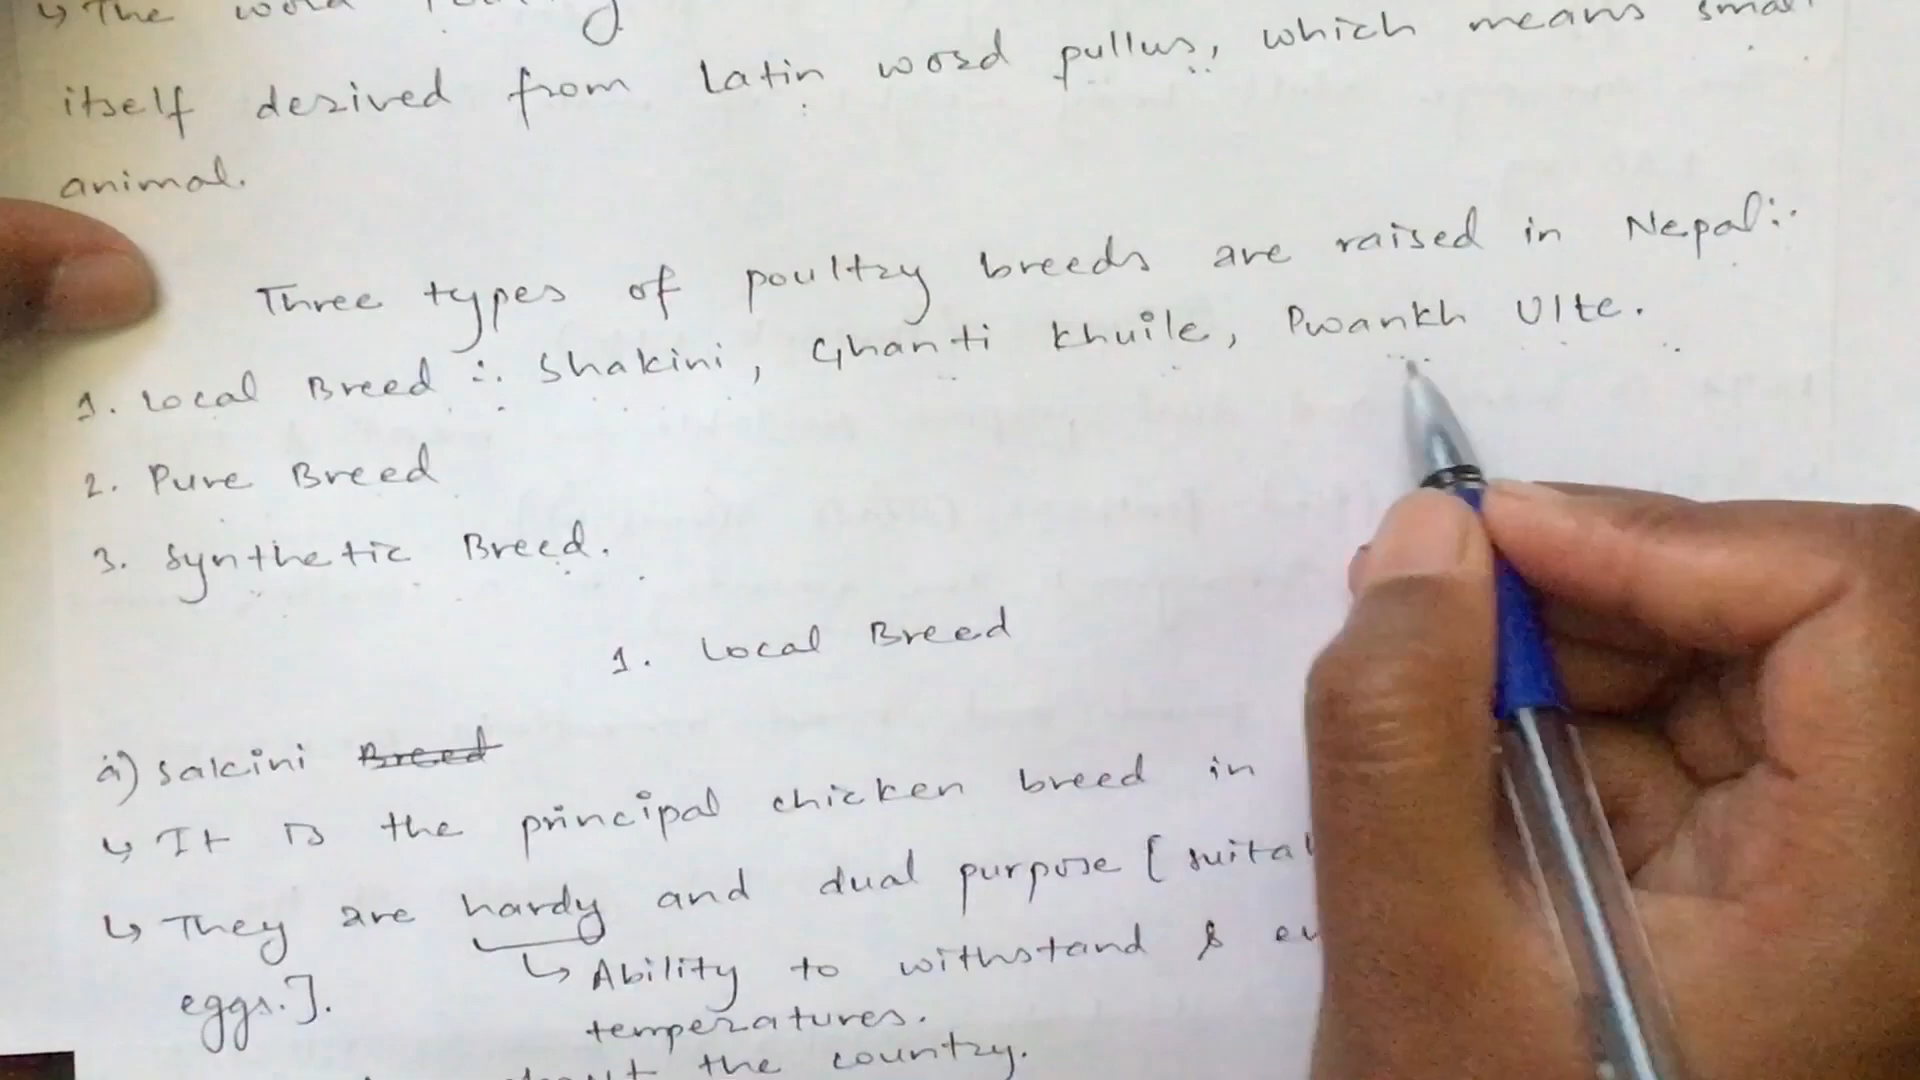 ↳ The word
itself derived from Latin word pullus, which means small
animal.
Three types of poultry breeds are raised in Nepal:-
1. Local Breed :- Shakini, Ghanti Khuile, Pwankh Ulte.
2. Pure Breed
3. Synthetic Breed.
1. Local Breed
a) Sakini Breed
↳ It is the principal chicken breed in
↳ They are hardy and dual purpose [
↳ Ability to withstand &
eggs.].
temperatures.
the country.